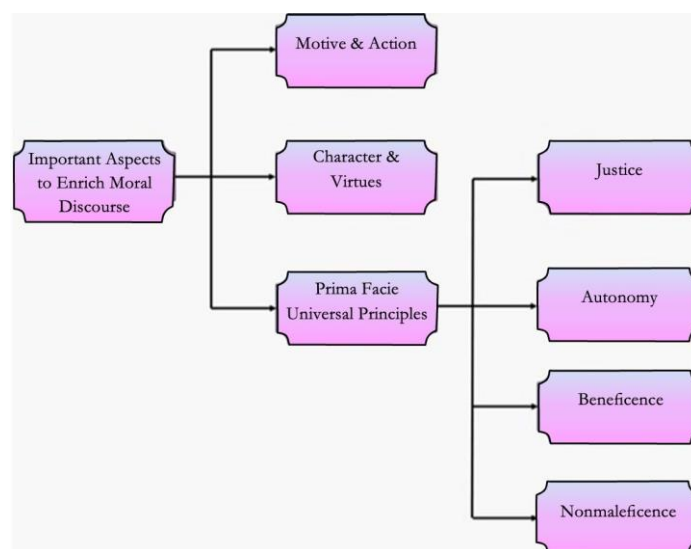 Motive & Action
Important Aspects
to Enrich Moral
Discourse
Character &
Virtues
Prima Facie
Universal Principles
Justice
Autonomy
Beneficence
Nonmaleficence